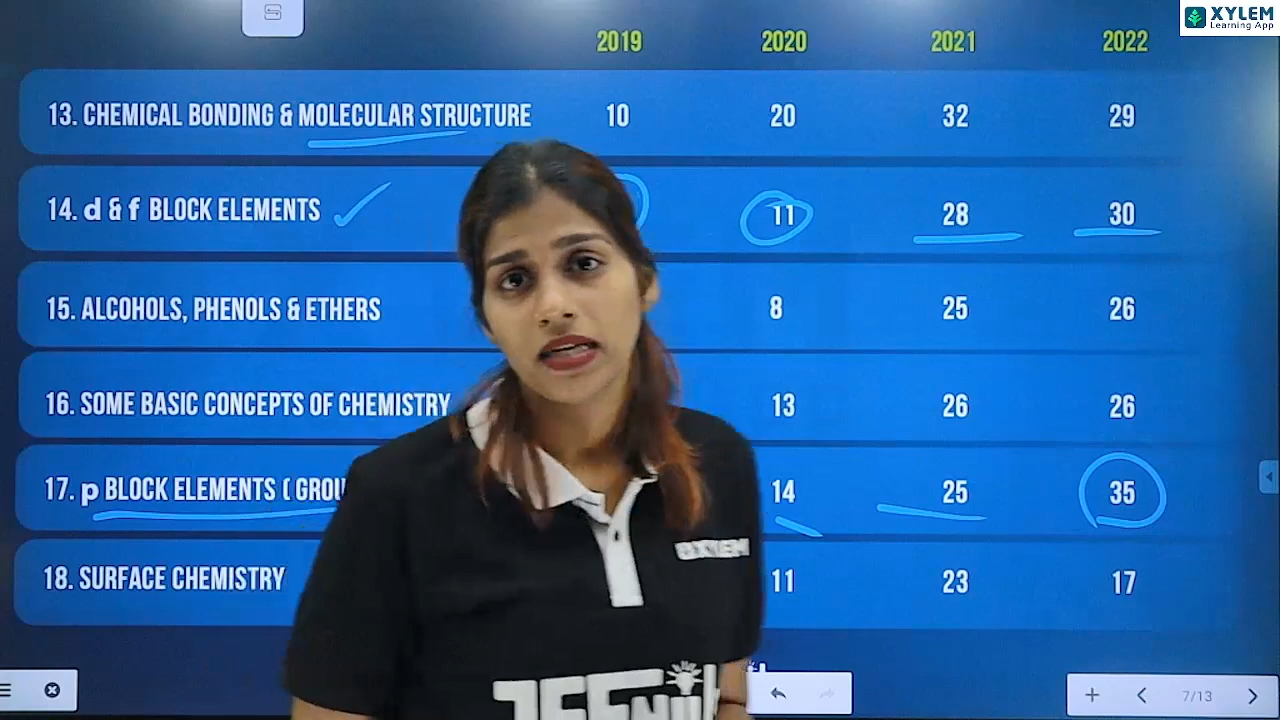 XYLEM
Learning App
2019 2020 2021 2022
13. CHEMICAL BONDING & MOLECULAR STRUCTURE 10 20 32 29
14. d & f BLOCK ELEMENTS 11 28 30
15. ALCOHOLS, PHENOLS & ETHERS 8 25 26
16. SOME BASIC CONCEPTS OF CHEMISTRY 13 26 26
17. p BLOCK ELEMENTS ( 14 25 35
18. SURFACE CHEMISTRY 11 23 17
XYLEM
7/13